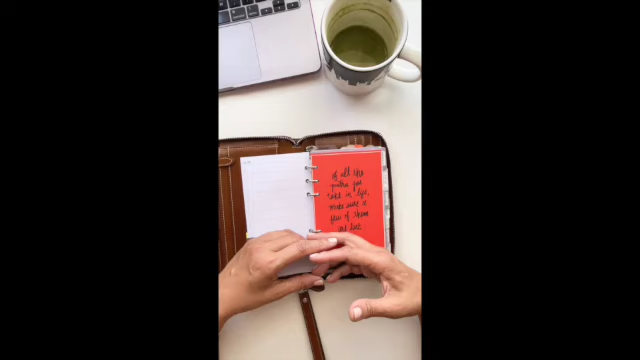 of all the
paths you
take in life,
make sure a
few of them
are dirt